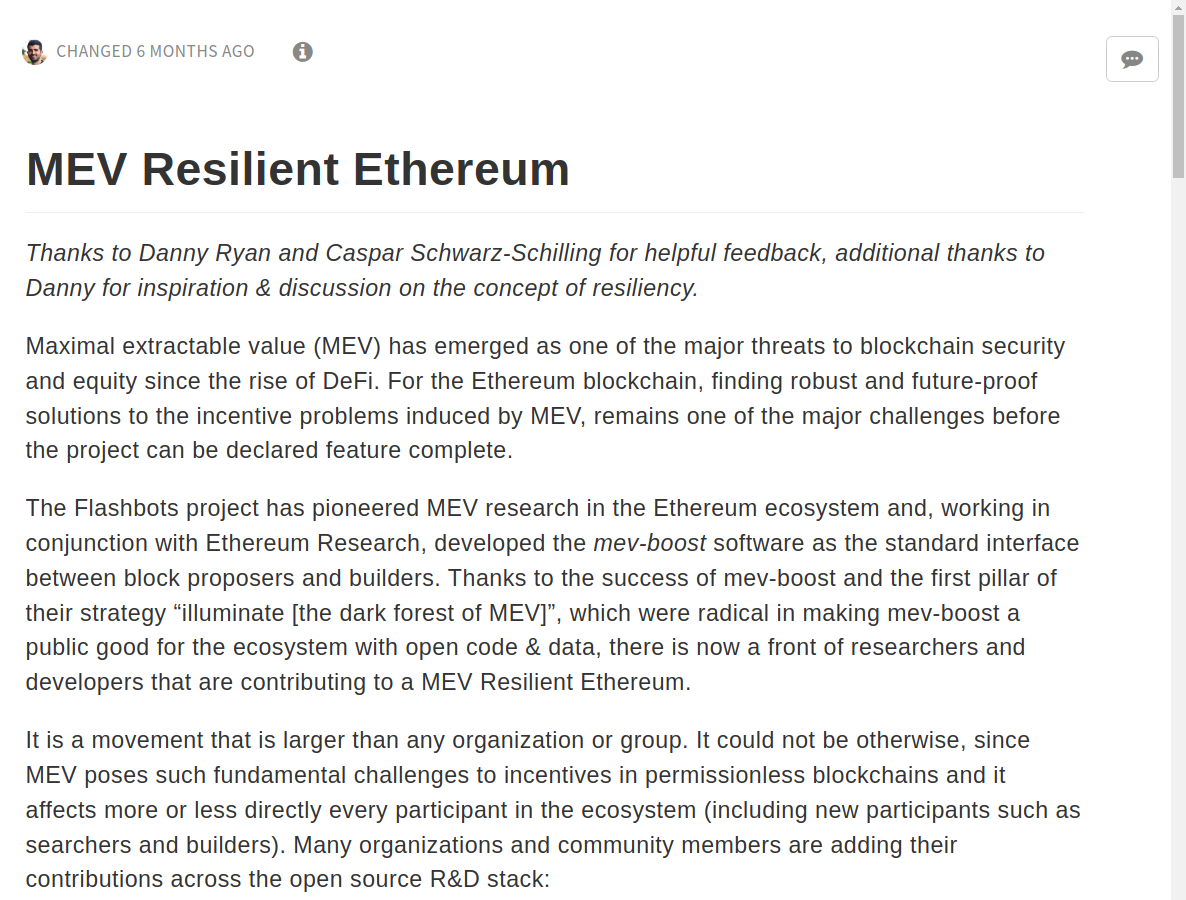 CHANGED 6 MONTHS AGO
MEV Resilient Ethereum
Thanks to Danny Ryan and Caspar Schwarz-Schilling for helpful feedback, additional thanks to
Danny for inspiration & discussion on the concept of resiliency.
Maximal extractable value (MEV) has emerged as one of the major threats to blockchain security
and equity since the rise of DeFi. For the Ethereum blockchain, finding robust and future-proof
solutions to the incentive problems induced by MEV, remains one of the major challenges before
the project can be declared feature complete.
The Flashbots project has pioneered MEV research in the Ethereum ecosystem and, working in
conjunction with Ethereum Research, developed the mev-boost software as the standard interface
between block proposers and builders. Thanks to the success of mev-boost and the first pillar of
their strategy “illuminate [the dark forest of MEV]”, which were radical in making mev-boost a
public good for the ecosystem with open code & data, there is now a front of researchers and
developers that are contributing to a MEV Resilient Ethereum.
It is a movement that is larger than any organization or group. It could not be otherwise, since
MEV poses such fundamental challenges to incentives in permissionless blockchains and it
affects more or less directly every participant in the ecosystem (including new participants such as
searchers and builders). Many organizations and community members are adding their
contributions across the open source R&D stack: